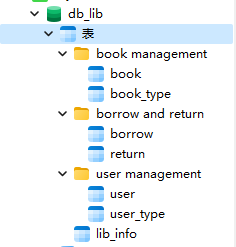 db_lib
表
book management
book
book_type
borrow and return
borrow
return
user management
user
user_type
lib_info